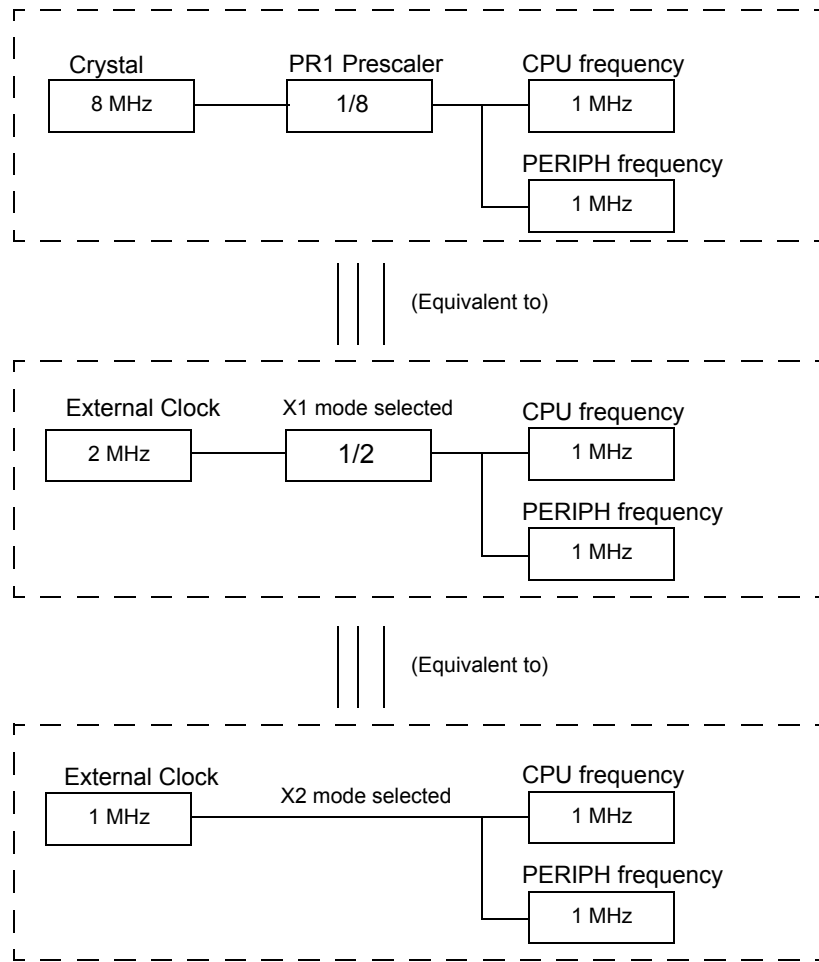 Crystal
PR1 Prescaler
CPU frequency
8 MHz
1/8
1 MHz
PERIPH frequency
1 MHz
(Equivalent to)
External Clock
X1 mode selected
CPU frequency
2 MHz
1/2
1 MHz
PERIPH frequency
1 MHz
(Equivalent to)
External Clock
X2 mode selected
CPU frequency
1 MHz
1 MHz
PERIPH frequency
1 MHz